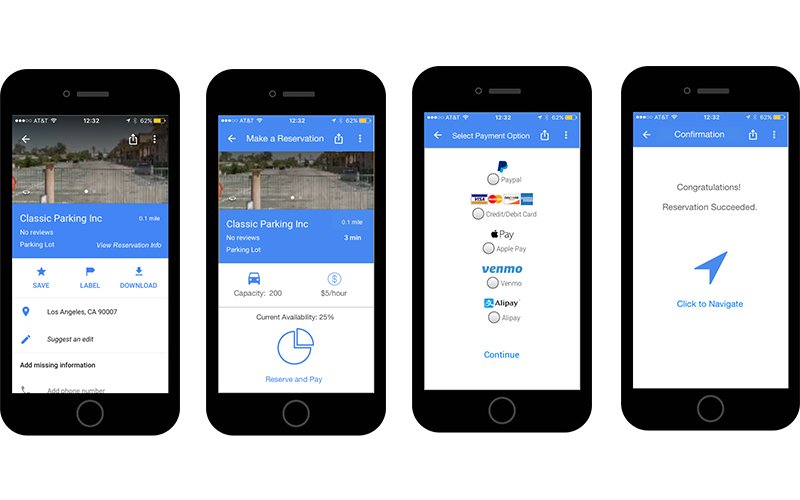 AT&T 12:32 62%
Classic Parking Inc 0.1 mile
No reviews
Parking Lot View Reservation Info
SAVE LABEL DOWNLOAD
Los Angeles, CA 90007
Suggest an edit
Add missing information
Add phone number
AT&T 12:32 62%
Make a Reservation
Classic Parking Inc 0.1 mile
No reviews 3 min
Parking Lot
Capacity: 200 $5/hour
Current Availability: 25%
Reserve and Pay
AT&T 12:32 62%
Select Payment Option
Paypal
VISA MasterCard DISCOVER
Credit/Debit Card
Pay
Apple Pay
venmo
Venmo
Alipay
Alipay
Continue
AT&T 12:32 62%
Confirmation
Congratulations!
Reservation Succeeded.
Click to Navigate